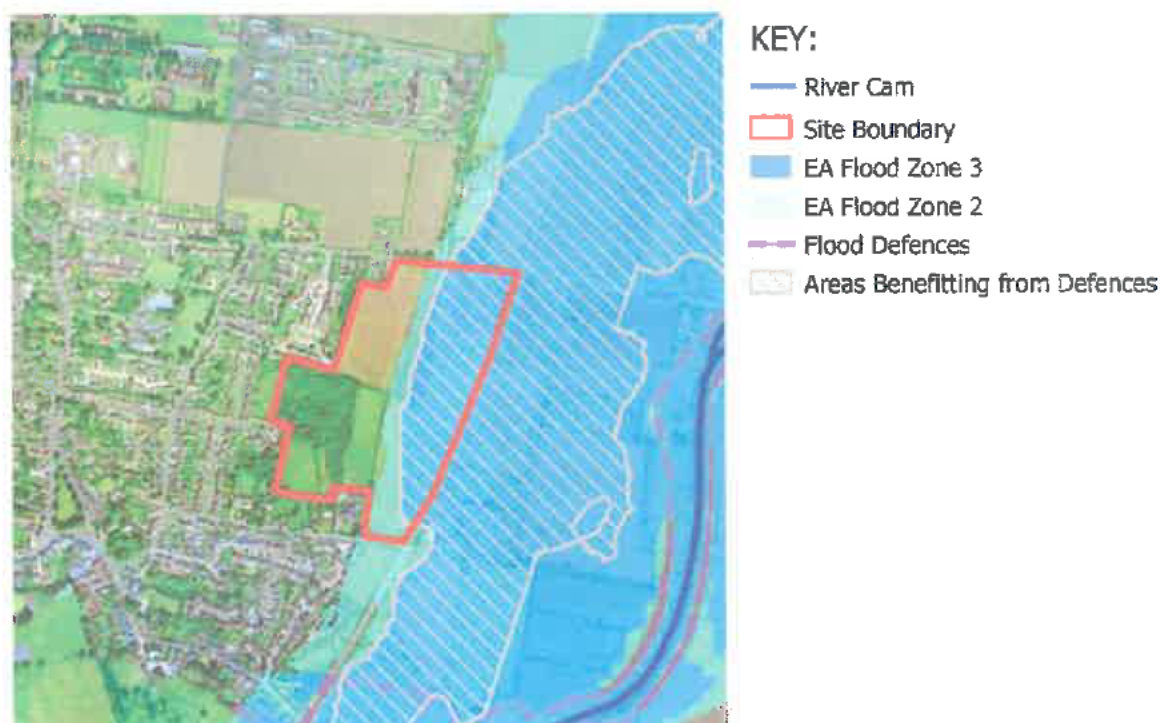 KEY:
River Cam
Site Boundary
EA Flood Zone 3
EA Flood Zone 2
Flood Defences
Areas Benefitting from Defences